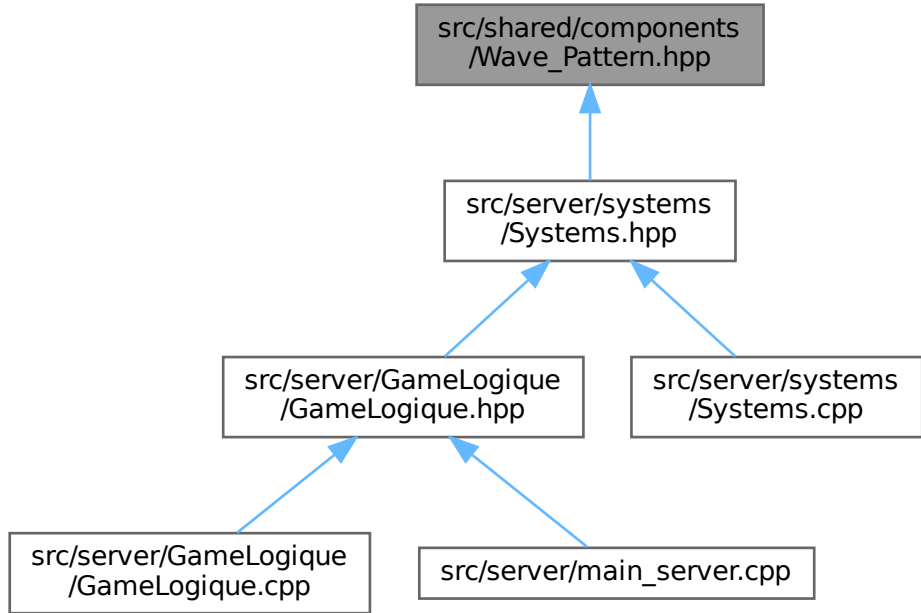 src/shared/components
/Wave_Pattern.hpp
src/server/systems
/Systems.hpp
src/server/GameLogique
/GameLogique.hpp
src/server/systems
/Systems.cpp
src/server/GameLogique
/GameLogique.cpp
src/server/main_server.cpp